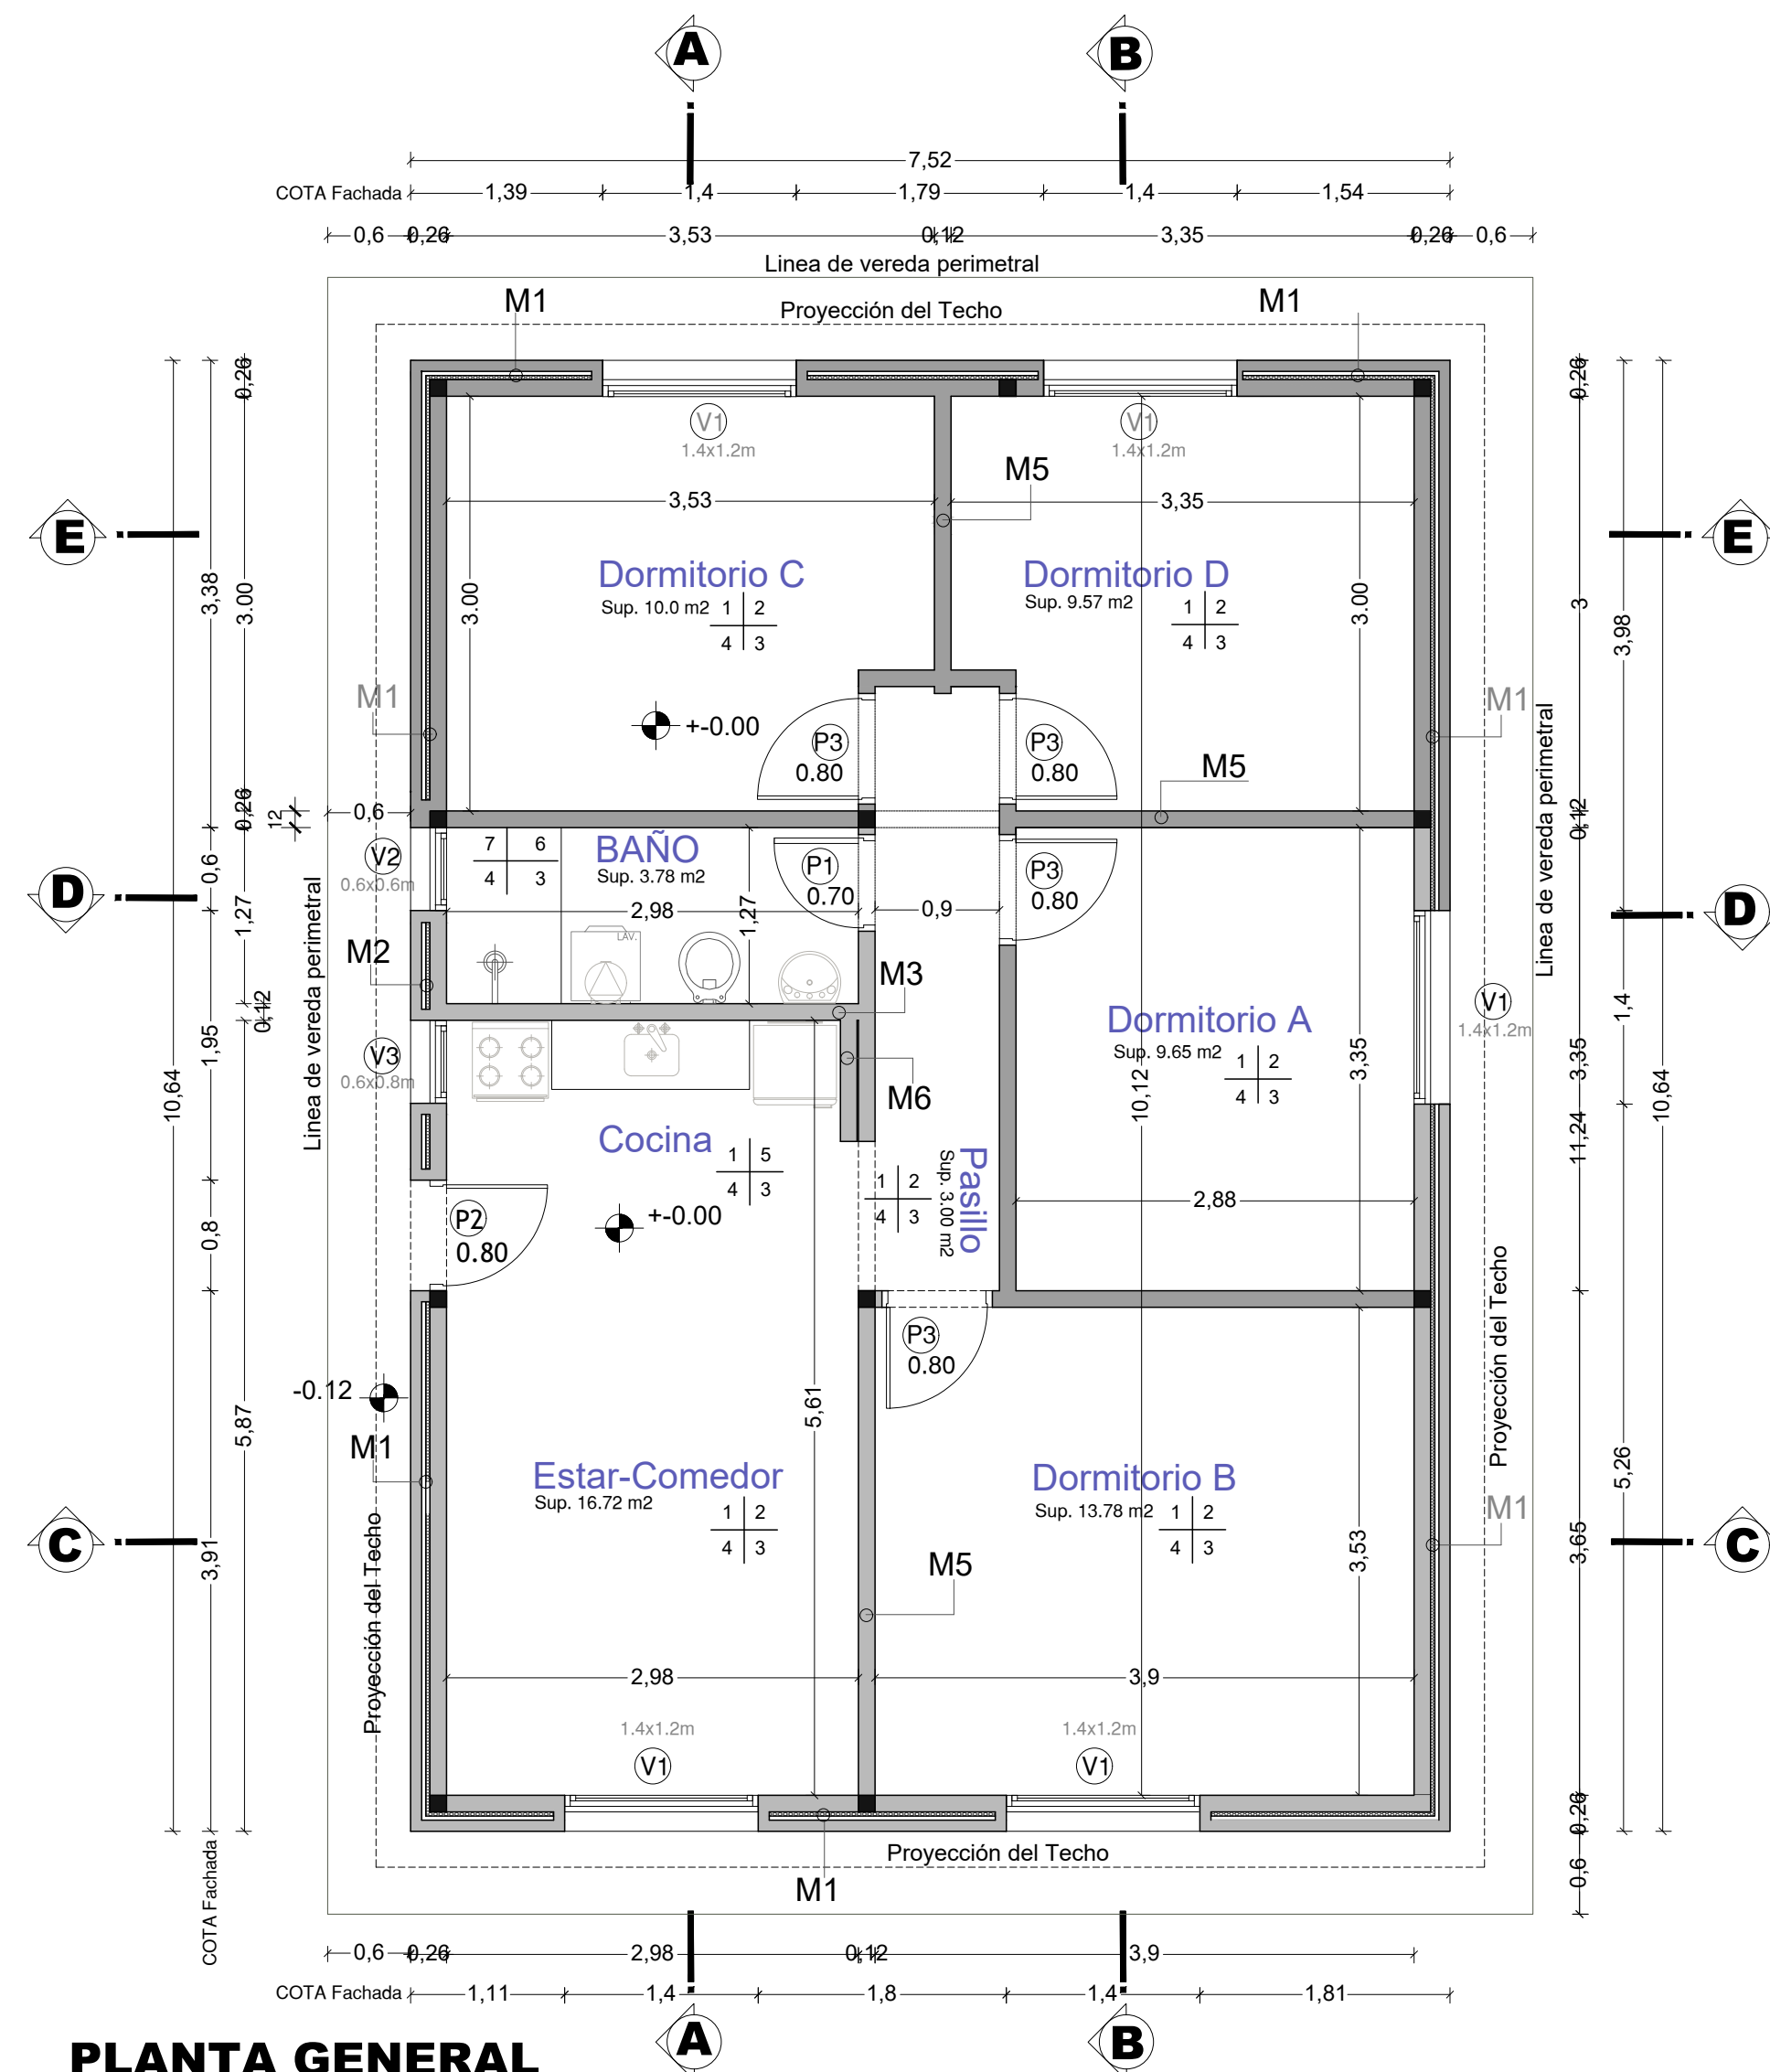 A
B
7,52
COTA Fachada
1,39
1,4
1,79
1,4
1,54
0,6
0,26
3,53
0,12
3,35
0,26
0,6
Linea de vereda perimetral
M1
M1
Proyección del Techo
0,26
0,26
V1
1.4x1.2m
V1
1.4x1.2m
M5
3,53
3,35
E
E
Dormitorio C
Sup. 10.0 m2
1 2
4 3
Dormitorio D
Sup. 9.57 m2
1 2
4 3
3,38
3.00
3.00
3.00
3
3,98
M1
M1
+-0.00
P3
0.80
P3
0.80
M5
Linea de vereda perimetral
0,26
12
0,6
0,12
V2
0.6x0.6m
7 6
4 3
BAÑO
Sup. 3.78 m2
P1
0.70
P3
0.80
0,6
D
D
1,27
2,98
1,27
0,9
LAV.
M2
M3
Linea de vereda perimetral
0,12
V3
0.6x0.8m
1,95
M6
Dormitorio A
Sup. 9.65 m2
1 2
4 3
V1
1.4x1.2m
1,4
3,35
3,35
10,12
10,64
10,64
11,24
Cocina
1 5
4 3
Pasillo
Sup. 3.00 m2
1 2
4 3
2,88
P2
0.80
+-0.00
0,8
P3
0.80
Proyección del Techo
-0.12
5,61
5,87
M1
Estar-Comedor
Sup. 16.72 m2
1 2
4 3
Dormitorio B
Sup. 13.78 m2
1 2
4 3
5,26
M1
C
C
3,91
3,53
3,65
Proyección del Techo
M5
2,98
3,9
1.4x1.2m
V1
1.4x1.2m
V1
0,26
Proyección del Techo
M1
0,6
COTA Fachada
0,6
0,26
2,98
0,12
3,9
COTA Fachada
1,11
1,4
1,8
1,4
1,81
A
B
PLANTA GENERAL